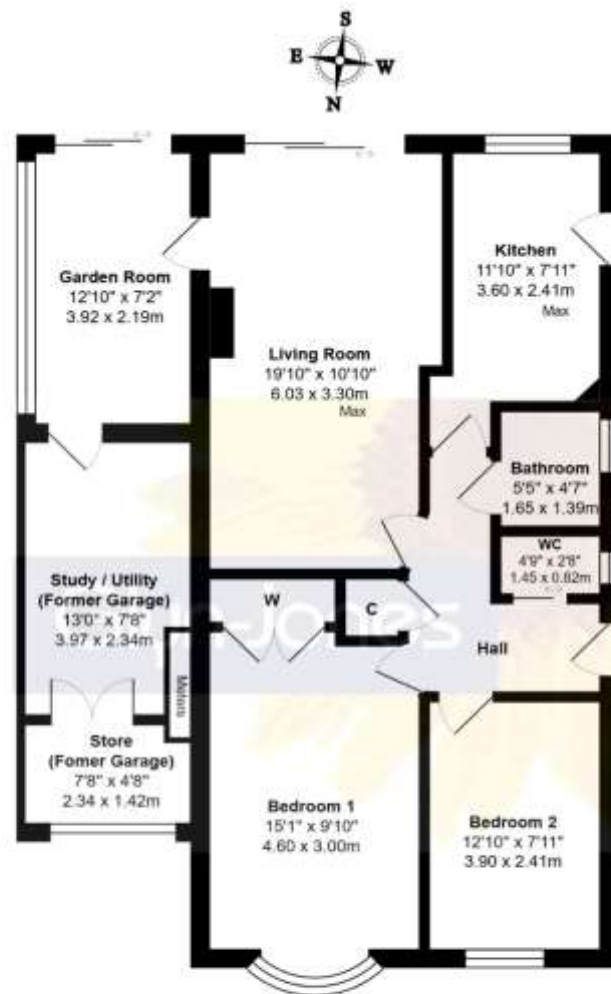 S
E
W
N
Garden Room
12'10" x 7'2"
3.92 x 2.19m
Living Room
19'10" x 10'10"
6.03 x 3.30m
Max
Kitchen
11'10" x 7'11"
3.60 x 2.41m
Max
Bathroom
5'5" x 4'7"
1.65 x 1.39m
WC
4'9" x 2'8"
1.45 x 0.82m
Study / Utility
(Former Garage)
13'0" x 7'8"
3.97 x 2.34m
W
C
Hall
Meters
Store
(Fomer Garage)
7'8" x 4'8"
2.34 x 1.42m
Bedroom 1
15'1" x 9'10"
4.60 x 3.00m
Bedroom 2
12'10" x 7'11"
3.90 x 2.41m